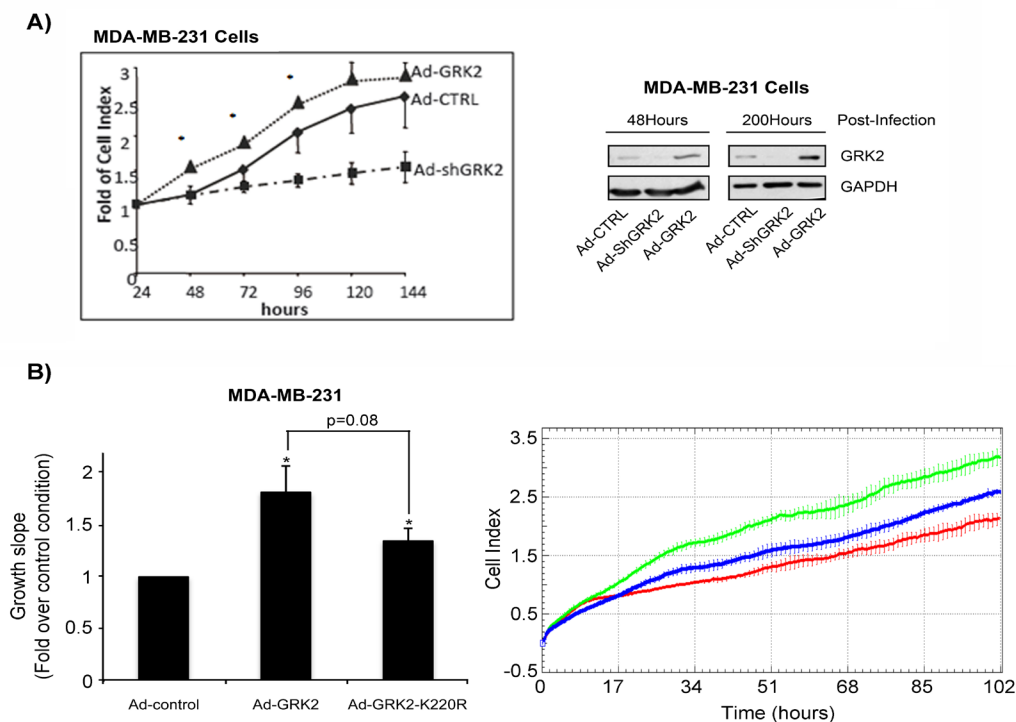 A)
MDA-MB-231 Cells
3
2.5
2
1.5
1
0.5
0
Fold of Cell Index
Ad-GRK2
Ad-CTRL
Ad-shGRK2
24 48 72 96 120 144
hours
MDA-MB-231 Cells
48Hours 200Hours Post-Infection
GRK2
GAPDH
Ad-CTRL
Ad-ShGRK2
Ad-GRK2
Ad-CTRL
Ad-ShGRK2
Ad-GRK2
B)
MDA-MB-231
p=0.08
* *
2
1.5
1
0.5
0
Growth slope
(Fold over control condition)
Ad-control Ad-GRK2 Ad-GRK2-K220R
3.5
2.5
1.5
0.5
-0.5
Cell Index
0 17 34 51 68 85 102
Time (hours)